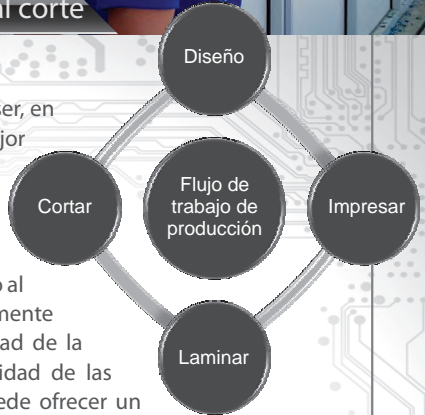 al corte
Diseño
ser, en
jor
Cortar
Flujo de
trabajo de
producción
Impresar
o al
mente
ad de la
idad de las
ede ofrecer un
Laminar